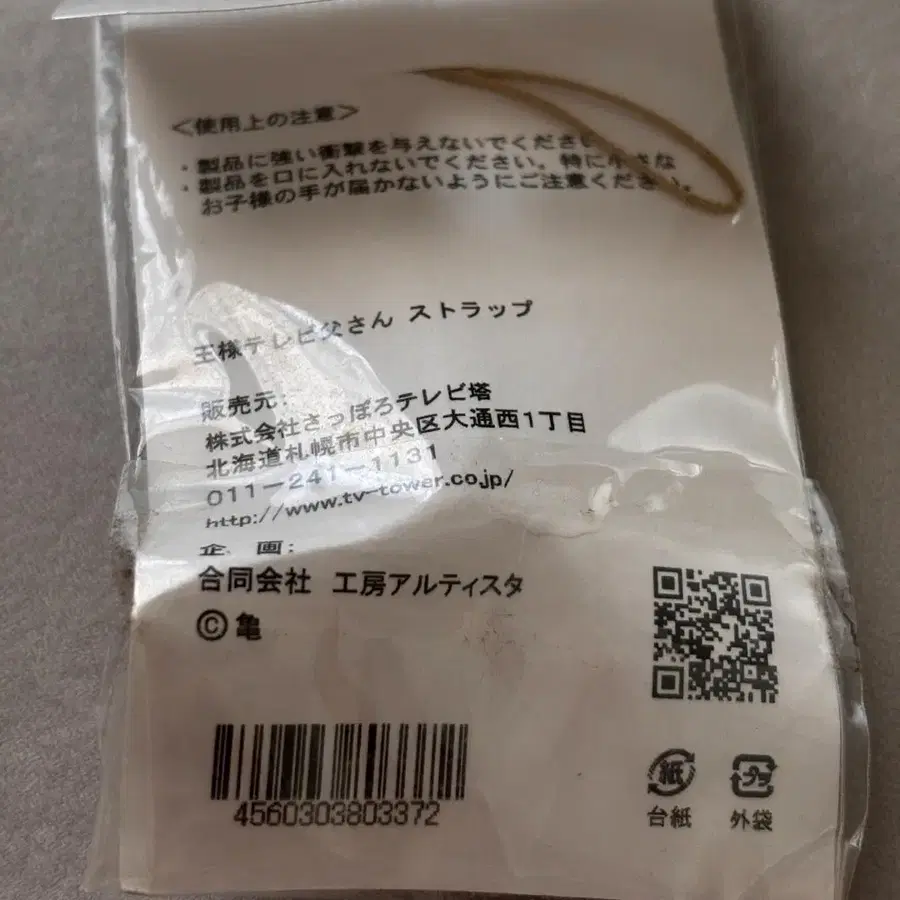 <使用上の注意>
・製品に強い衝撃を与えないでください
・製品を口に入れないでください。特に小さな
お子様の手が届かないようにご注意ください。
王様テレビ父さん ストラップ
販売元:
株式会社さっぽろテレビ塔
北海道札幌市中央区大通西1丁目
011-241-1131
http://www.tv-tower.co.jp/
企 画:
合同会社 工房アルティスタ
©亀
4560303803372
紙
台紙
プラ
外袋